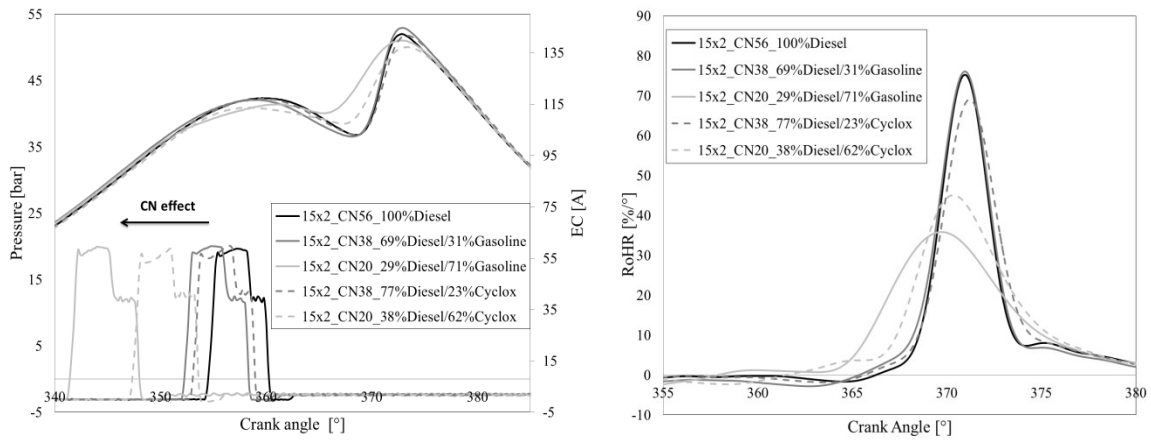 55
45
35
25
15
5
-5
Pressure [bar]
135
115
95
75
55
35
15
-5
EC [A]
CN effect
15x2_CN56_100%Diesel
15x2_CN38_69%Diesel/31%Gasoline
15x2_CN20_29%Diesel/71%Gasoline
15x2_CN38_77%Diesel/23%Cyclox
15x2_CN20_38%Diesel/62%Cyclox
340 350 360 370 380
Crank angle [°]
90
80
70
60
50
40
30
20
10
0
-10
RoHR [%/°]
15x2_CN56_100%Diesel
15x2_CN38_69%Diesel/31%Gasoline
15x2_CN20_29%Diesel/71%Gasoline
15x2_CN38_77%Diesel/23%Cyclox
15x2_CN20_38%Diesel/62%Cyclox
355 360 365 370 375 380
Crank Angle [°]